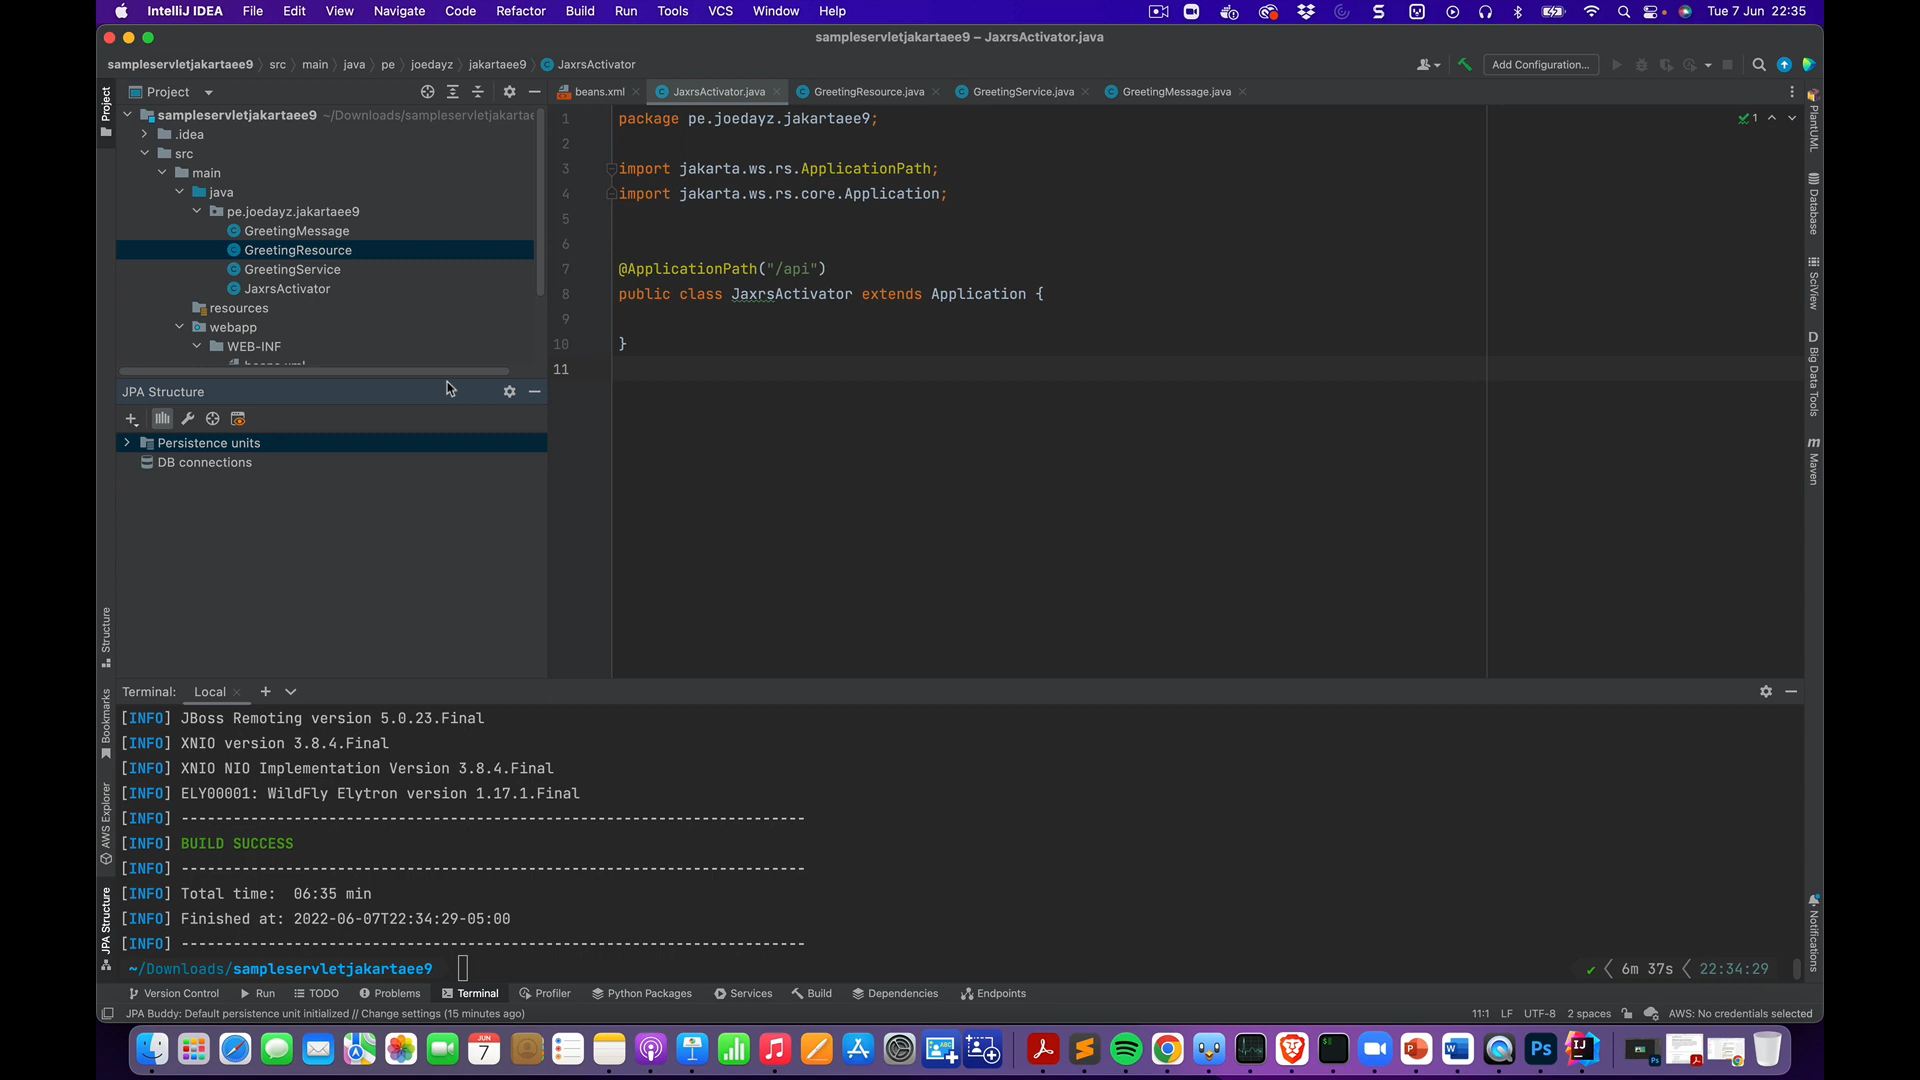 IntelliJ IDEA File Edit View Navigate Code Refactor Build Run Tools VCS Window Help Tue 7 Jun 22:35
sampleservletjakartaee9 – JaxrsActivator.java
sampleservletjakartaee9 src main java pe joedayz jakartaee9 JaxrsActivator Add Configuration...
Project
beans.xml JaxrsActivator.java GreetingResource.java GreetingService.java GreetingMessage.java
sampleservletjakartaee9 ~/Downloads/sampleservletjakartae
.idea
src
main
java
pe.joedayz.jakartaee9
GreetingMessage
GreetingResource
GreetingService
JaxrsActivator
resources
webapp
WEB-INF
beans.xml
1 package pe.joedayz.jakartaee9;
2
3 import jakarta.ws.rs.ApplicationPath;
4 import jakarta.ws.rs.core.Application;
5
6
7 @ApplicationPath("/api")
8 public class JaxrsActivator extends Application {
9
10 }
11
1
JPA Structure
Persistence units
DB connections
Project
Structure
Bookmarks
AWS Explorer
JPA Structure
PlantUML
Database
SciView
D Big Data Tools
m Maven
Notifications
Terminal: Local
[INFO] JBoss Remoting version 5.0.23.Final
[INFO] XNIO version 3.8.4.Final
[INFO] XNIO NIO Implementation Version 3.8.4.Final
[INFO] ELY00001: WildFly Elytron version 1.17.1.Final
[INFO] ------------------------------------------------------------------------
[INFO] BUILD SUCCESS
[INFO] ------------------------------------------------------------------------
[INFO] Total time:  06:35 min
[INFO] Finished at: 2022-06-07T22:34:29-05:00
[INFO] ------------------------------------------------------------------------
~/Downloads/sampleservletjakartaee9 6m 37s 22:34:29
Version Control Run TODO Problems Terminal Profiler Python Packages Services Build Dependencies Endpoints
JPA Buddy: Default persistence unit initialized // Change settings (15 minutes ago) 11:1 LF UTF-8 2 spaces AWS: No credentials selected
JUN
7
ABC
Ps
IJ